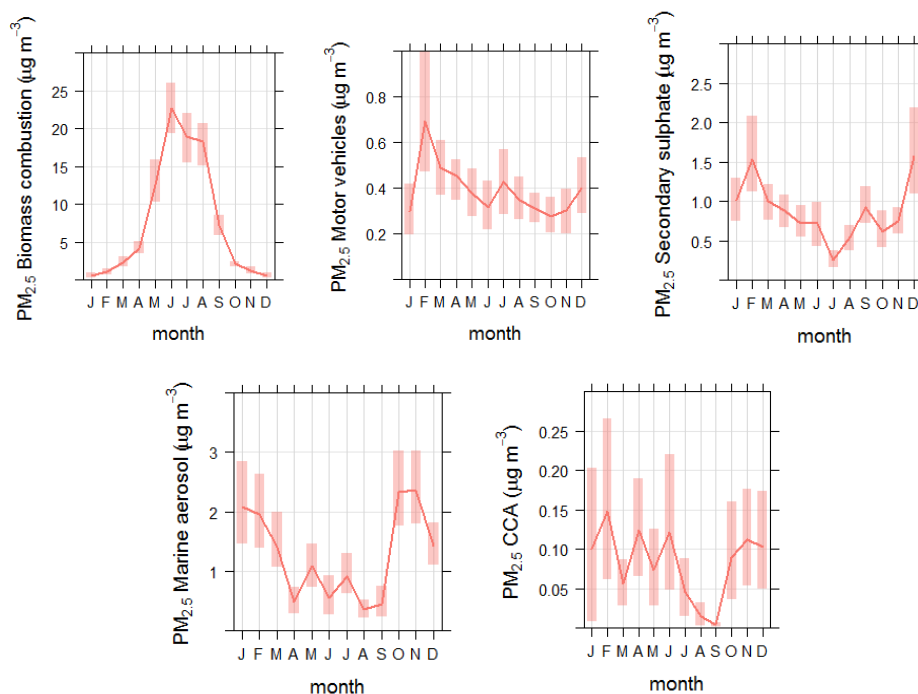 PM2.5 Biomass combustion (µg m−3)
25
20
15
10
5
J F M A M J J A S O N D
month
PM2.5 Motor vehicles (µg m−3)
0.8
0.6
0.4
0.2
J F M A M J J A S O N D
month
PM2.5 Secondary sulphate (µg m−3)
2.5
2.0
1.5
1.0
0.5
J F M A M J J A S O N D
month
PM2.5 Marine aerosol (µg m−3)
3
2
1
J F M A M J J A S O N D
month
PM2.5 CCA (µg m−3)
0.25
0.20
0.15
0.10
0.05
J F M A M J J A S O N D
month